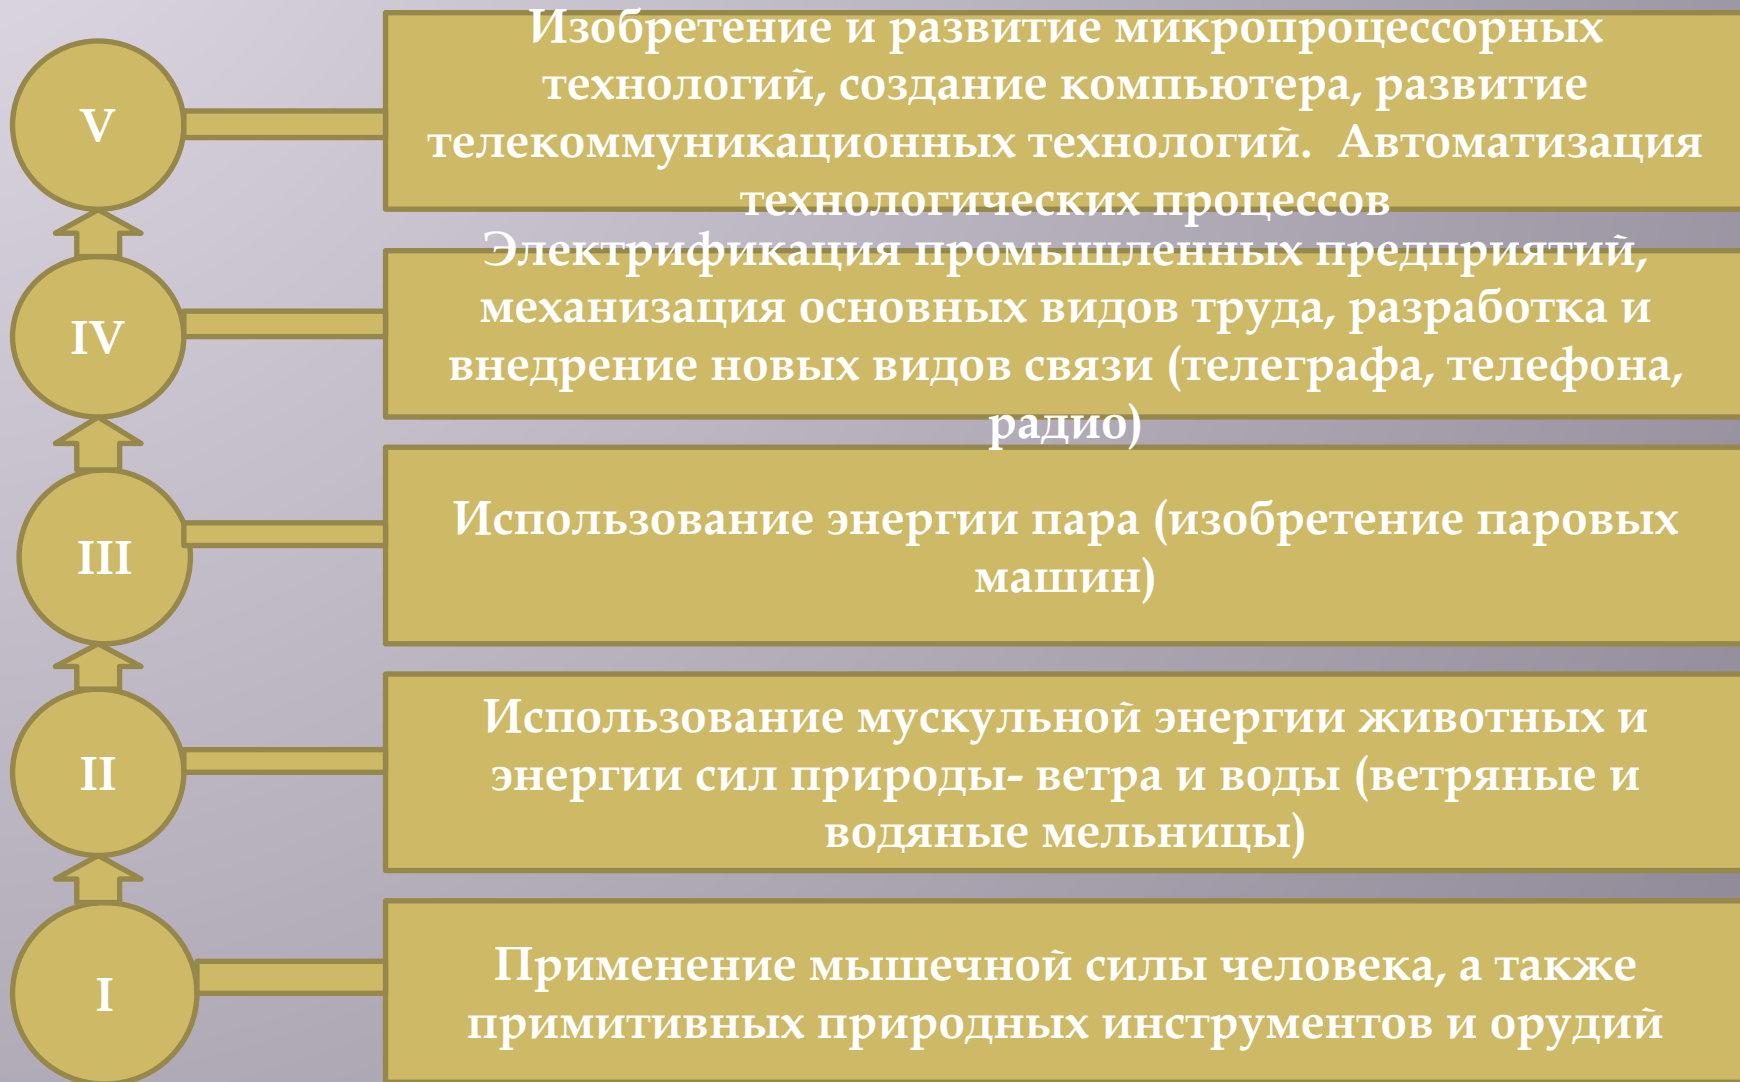 V
Изобретение и развитие микропроцессорных
технологий, создание компьютера, развитие
телекоммуникационных технологий.  Автоматизация
технологических процессов
IV
Электрификация промышленных предприятий,
механизация основных видов труда, разработка и
внедрение новых видов связи (телеграфа, телефона,
радио)
III
Использование энергии пара (изобретение паровых
машин)
II
Использование мускульной энергии животных и
энергии сил природы- ветра и воды (ветряные и
водяные мельницы)
I
Применение мышечной силы человека, а также
примитивных природных инструментов и орудий